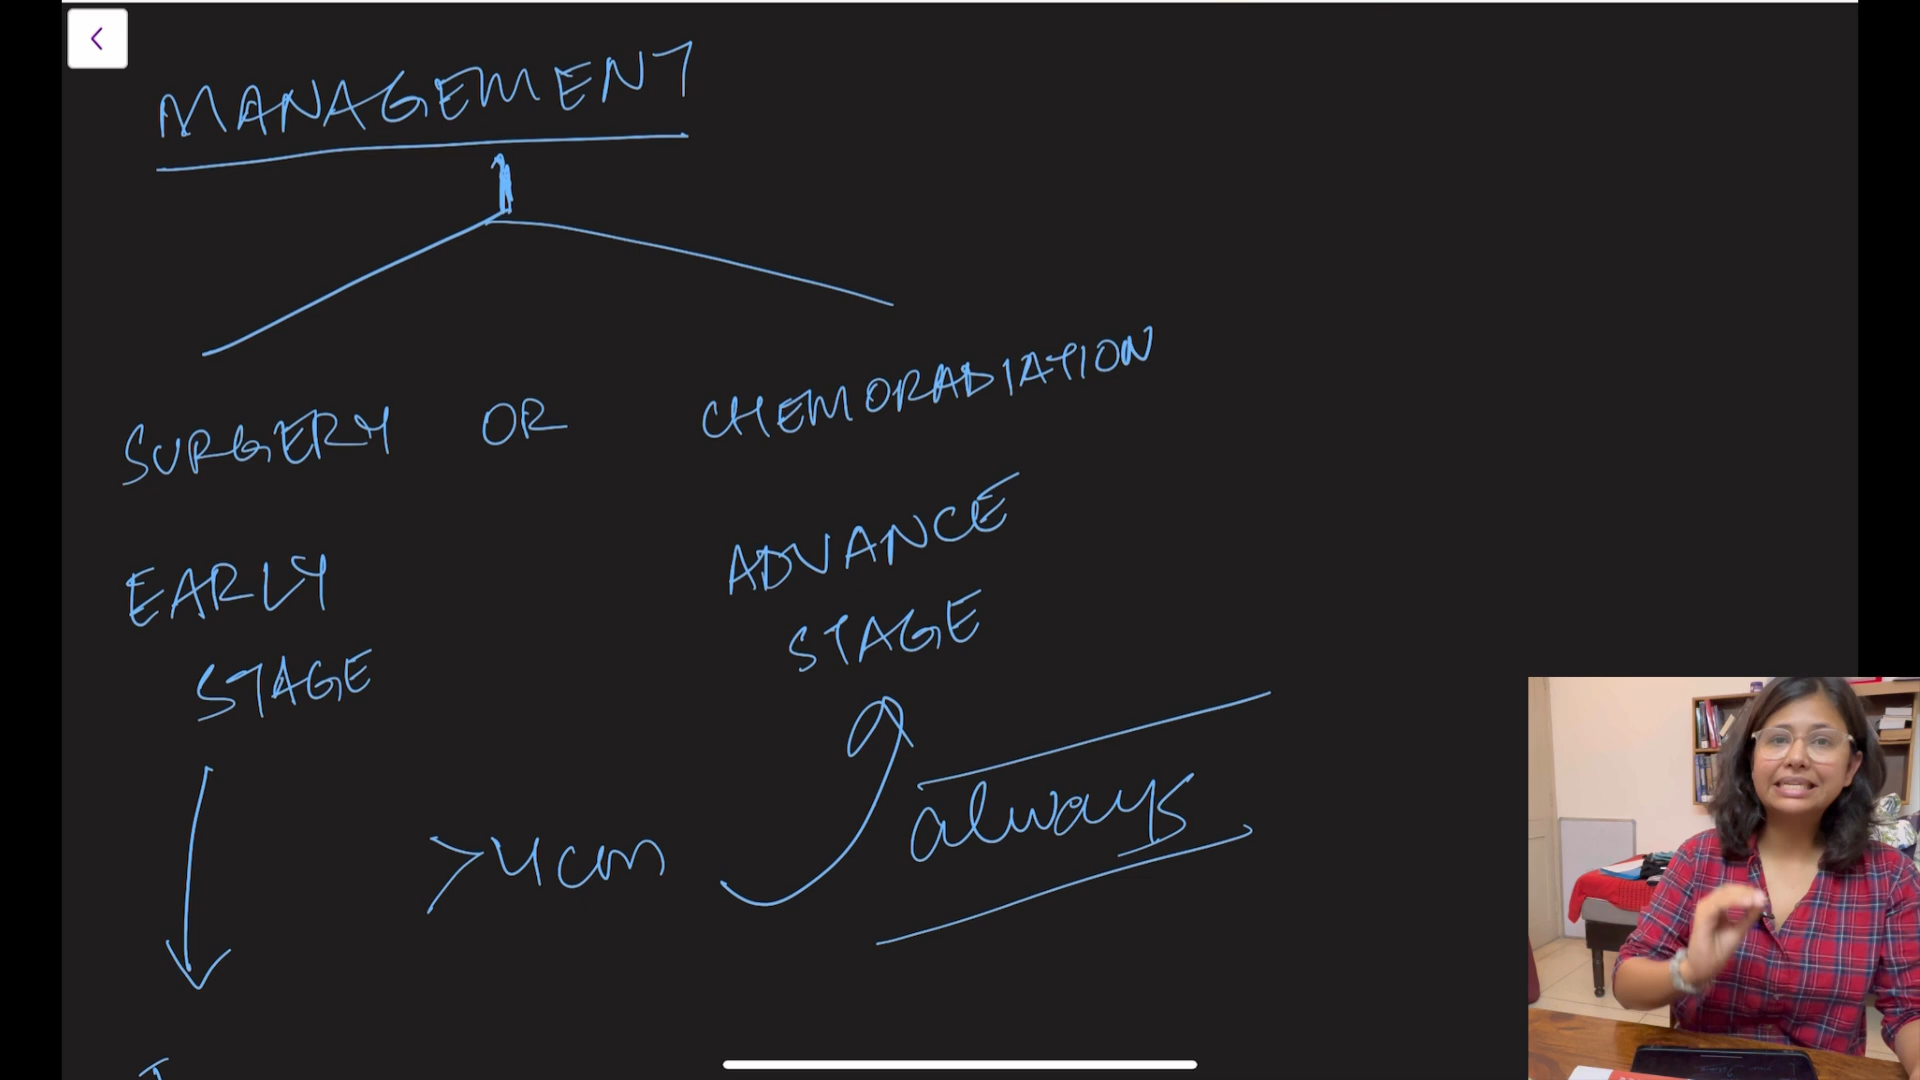 MANAGEMENT
SURGERY OR CHEMORADIATION
EARLY STAGE
ADVANCE STAGE
>4cm
always